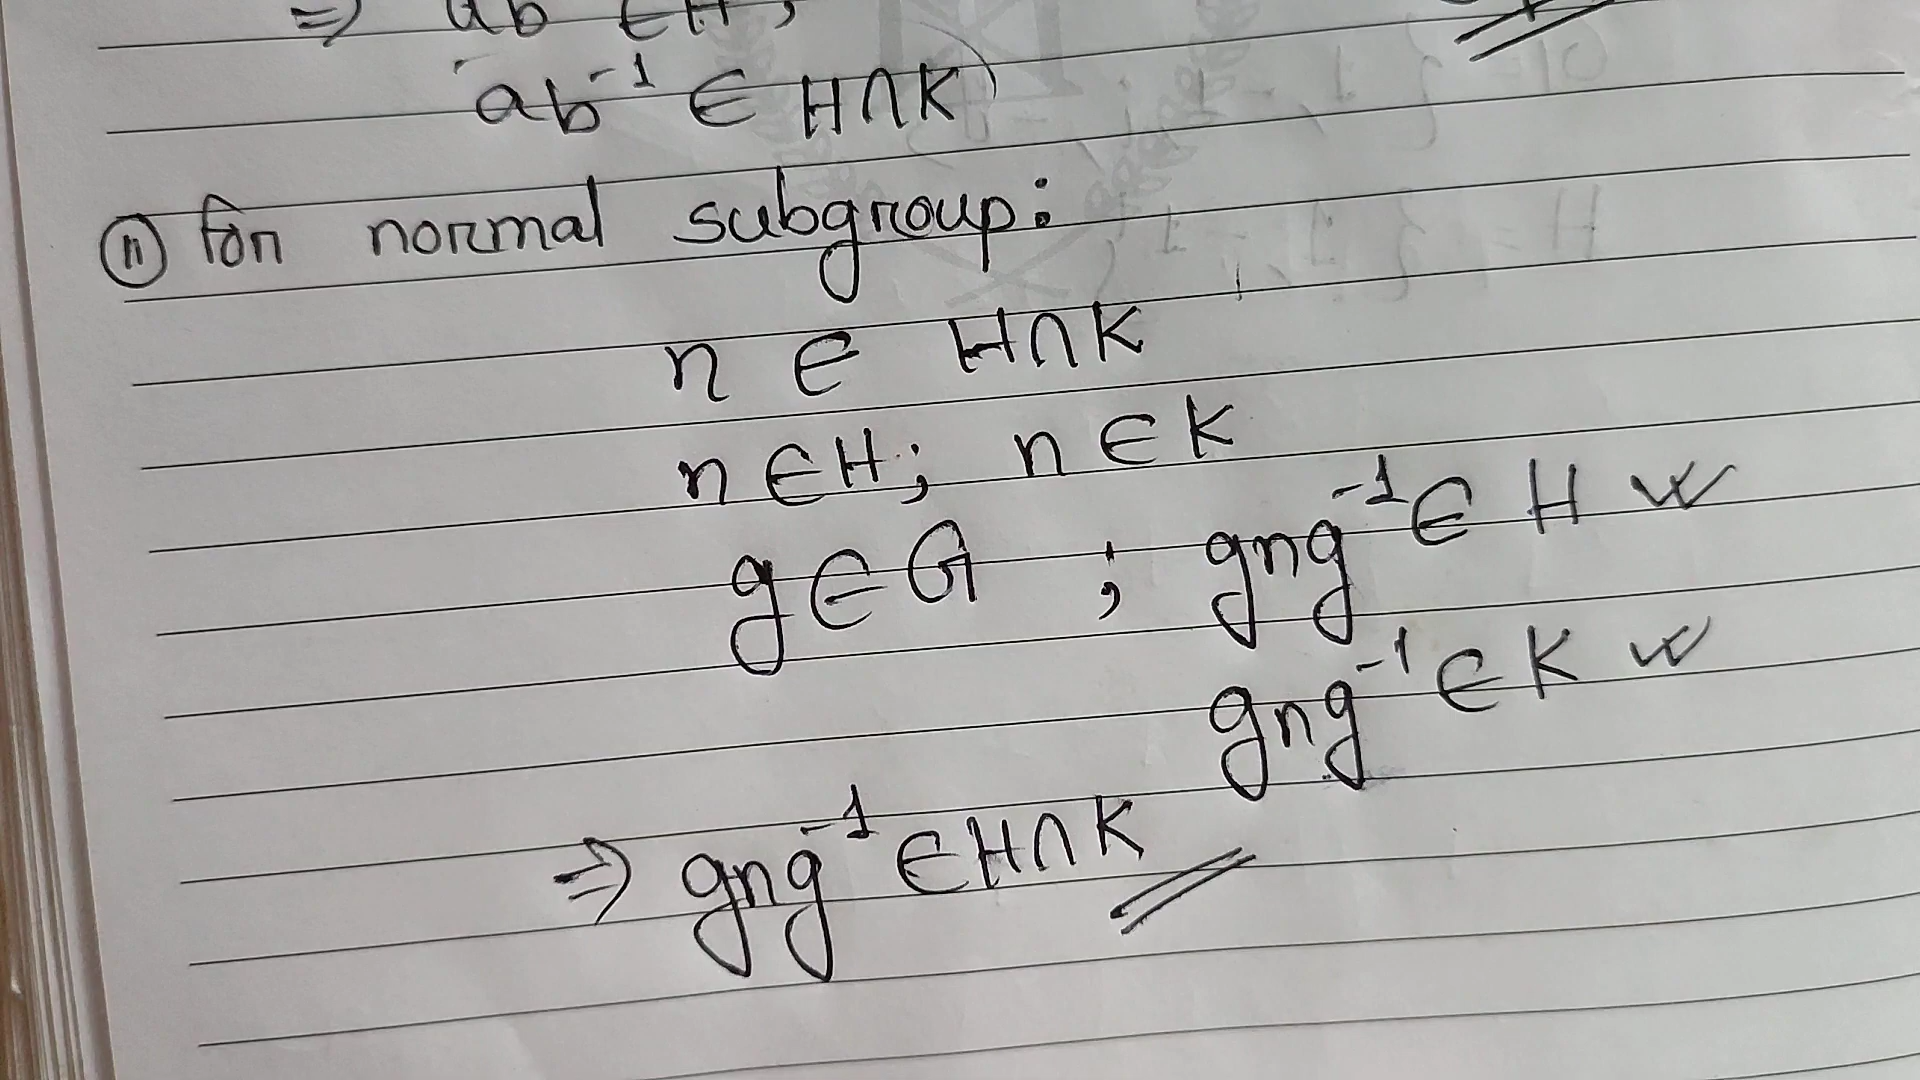 ⇒ ab ∈ H ;
ab⁻¹ ∈ H∩K
(ii) for normal subgroup:
n ∈ H∩K
n ∈ H; n ∈ K
g ∈ G ; gng⁻¹ ∈ H
gng⁻¹ ∈ K
⇒ gng⁻¹ ∈ H∩K